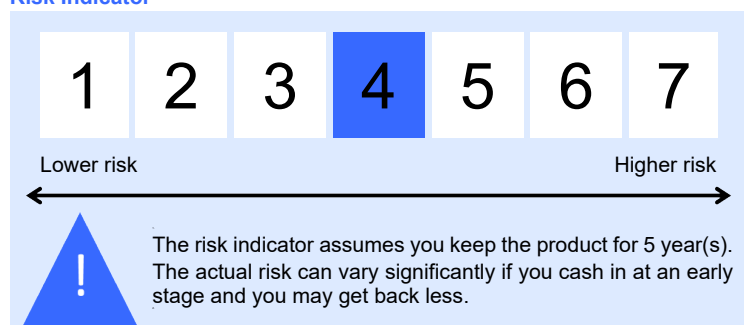 Risk Indicator
1 2 3 4 5 6 7
Lower risk Higher risk
!
The risk indicator assumes you keep the product for 5 year(s).
The actual risk can vary significantly if you cash in at an early
stage and you may get back less.